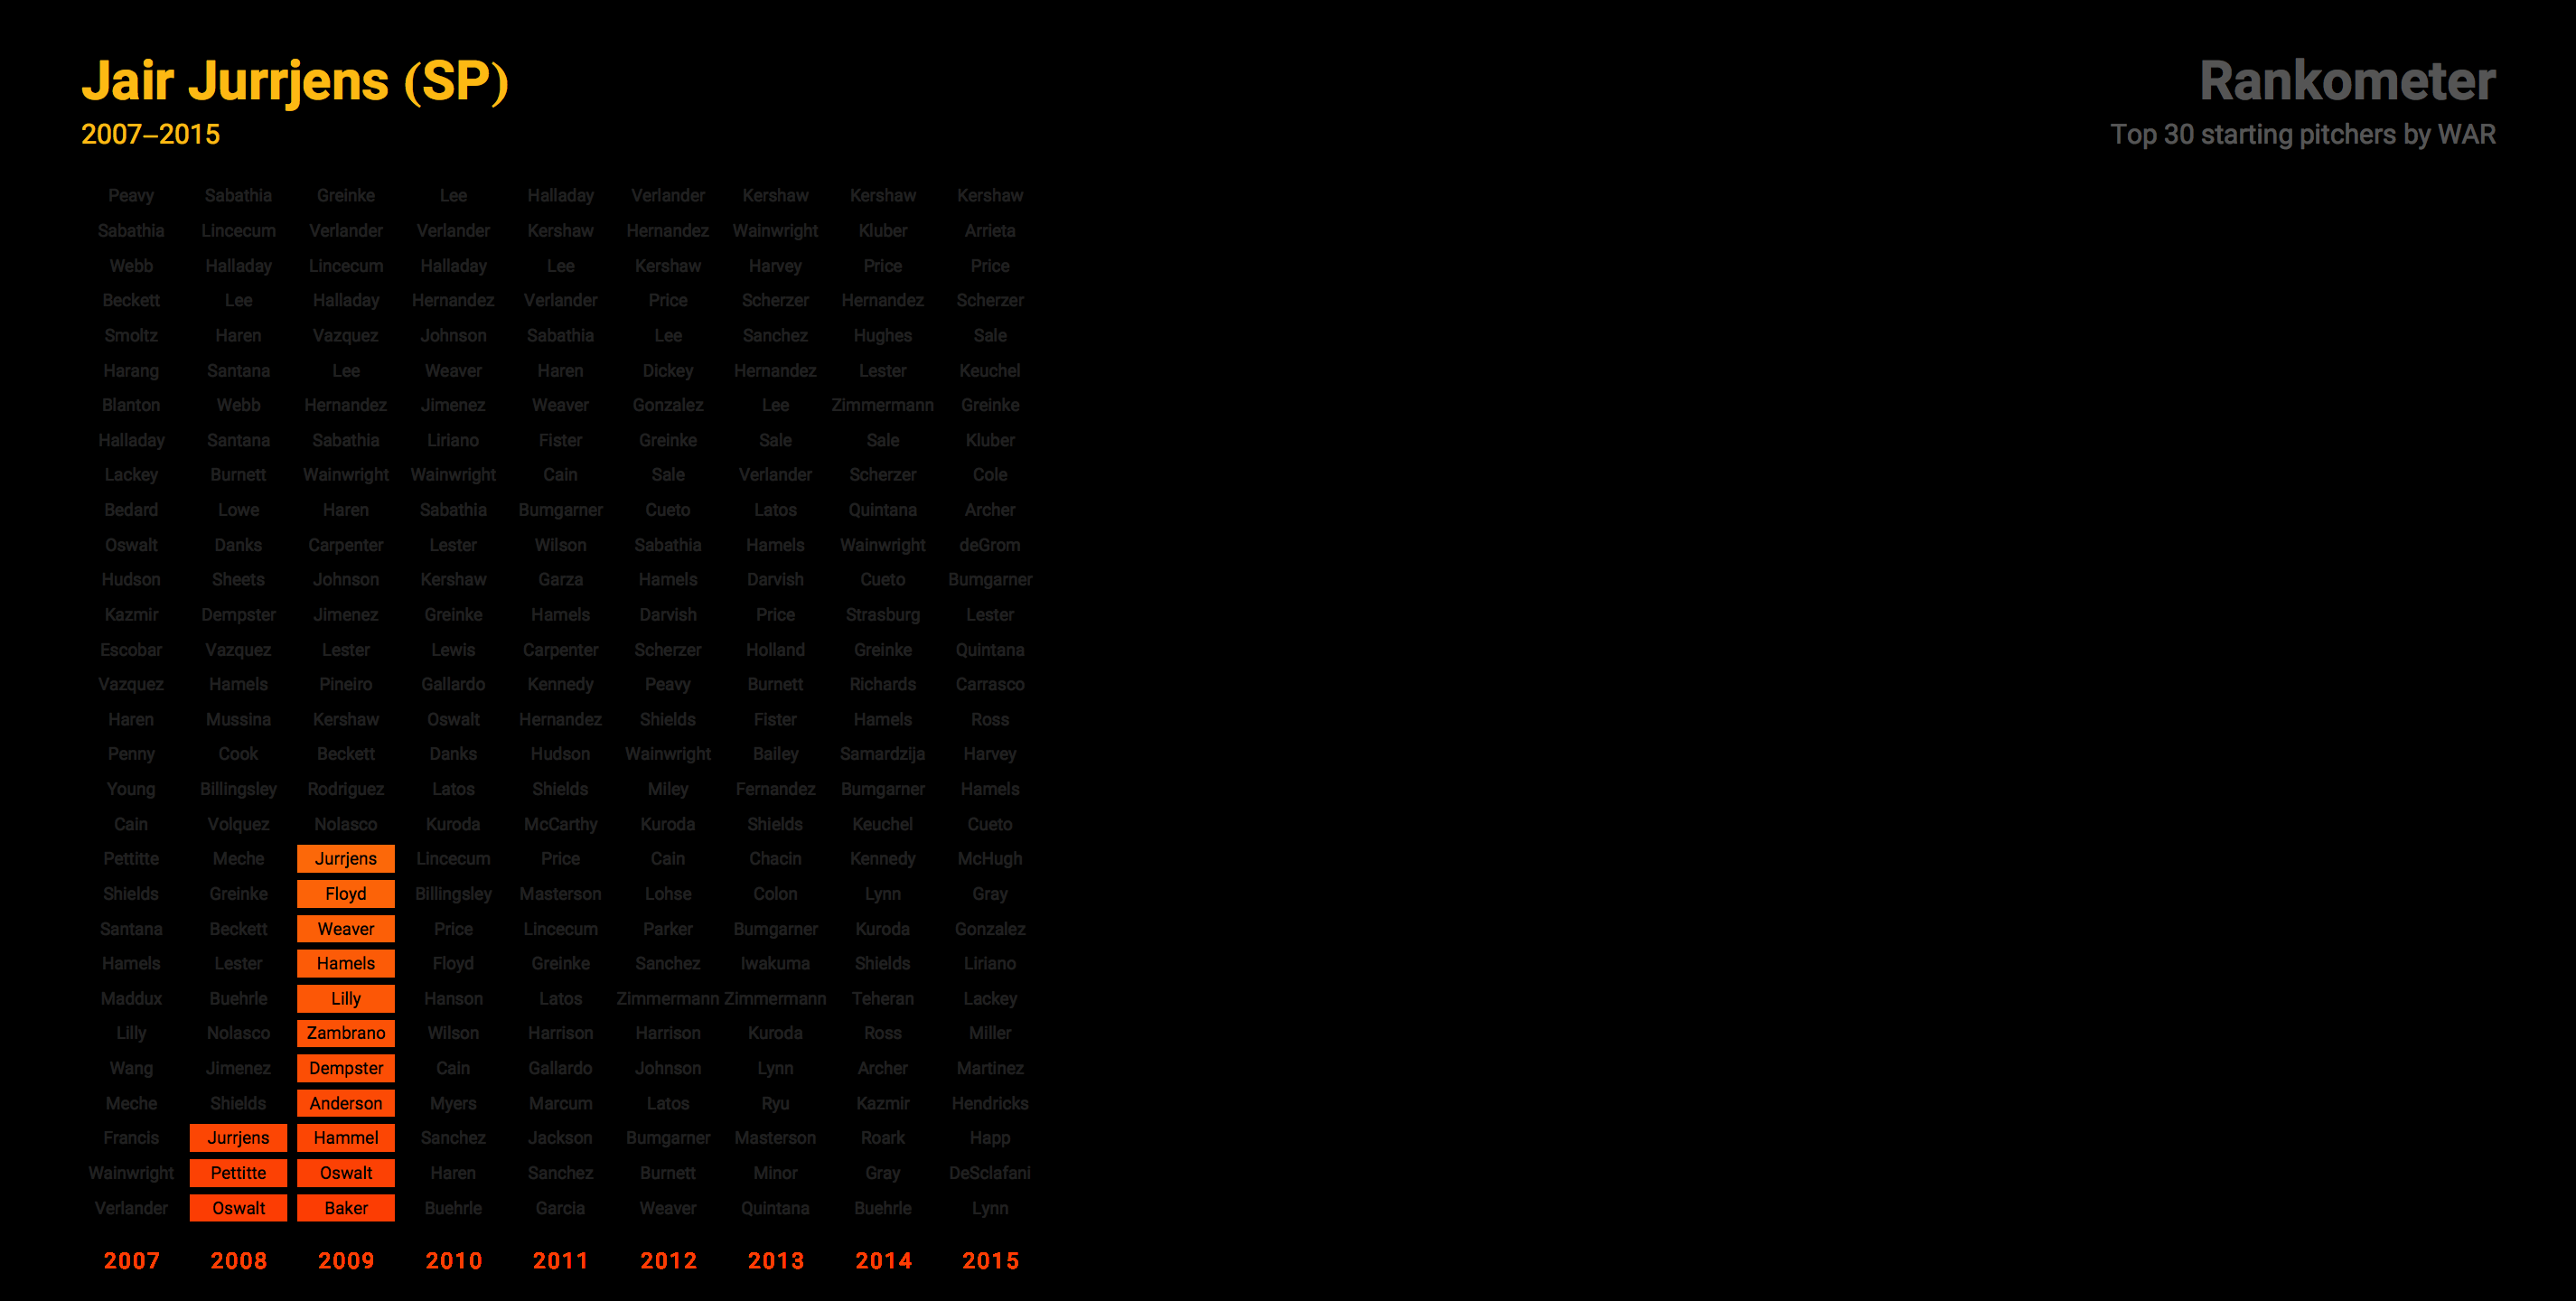 Jair Jurrjens (SP)
2007–2015
Rankometer
Top 30 starting pitchers by WAR
Peavy Sabathia Greinke Lee Halladay Verlander Kershaw Kershaw Kershaw
Sabathia Lincecum Verlander Verlander Kershaw Hernandez Wainwright Kluber Arrieta
Webb Halladay Lincecum Halladay Lee Kershaw Harvey Price Price
Beckett Lee Halladay Hernandez Verlander Price Scherzer Hernandez Scherzer
Smoltz Haren Vazquez Johnson Sabathia Lee Sanchez Hughes Sale
Harang Santana Lee Weaver Haren Dickey Hernandez Lester Keuchel
Blanton Webb Hernandez Jimenez Weaver Gonzalez Lee Zimmermann Greinke
Halladay Santana Sabathia Liriano Fister Greinke Sale Sale Kluber
Lackey Burnett Wainwright Wainwright Cain Sale Verlander Scherzer Cole
Bedard Lowe Haren Sabathia Bumgarner Cueto Latos Quintana Archer
Oswalt Danks Carpenter Lester Wilson Sabathia Hamels Wainwright deGrom
Hudson Sheets Johnson Kershaw Garza Hamels Darvish Cueto Bumgarner
Kazmir Dempster Jimenez Greinke Hamels Darvish Price Strasburg Lester
Escobar Vazquez Lester Lewis Carpenter Scherzer Holland Greinke Quintana
Vazquez Hamels Pineiro Gallardo Kennedy Peavy Burnett Richards Carrasco
Haren Mussina Kershaw Oswalt Hernandez Shields Fister Hamels Ross
Penny Cook Beckett Danks Hudson Wainwright Bailey Samardzija Harvey
Young Billingsley Rodriguez Latos Shields Miley Fernandez Bumgarner Hamels
Cain Volquez Nolasco Kuroda McCarthy Kuroda Shields Keuchel Cueto
Pettitte Meche Jurrjens Lincecum Price Cain Chacin Kennedy McHugh
Shields Greinke Floyd Billingsley Masterson Lohse Colon Lynn Gray
Santana Beckett Weaver Price Lincecum Parker Bumgarner Kuroda Gonzalez
Hamels Lester Hamels Floyd Greinke Sanchez Iwakuma Shields Liriano
Maddux Buehrle Lilly Hanson Latos Zimmermann Zimmermann Teheran Lackey
Lilly Nolasco Zambrano Wilson Harrison Harrison Kuroda Ross Miller
Wang Jimenez Dempster Cain Gallardo Johnson Lynn Archer Martinez
Meche Shields Anderson Myers Marcum Latos Ryu Kazmir Hendricks
Francis Jurrjens Hammel Sanchez Jackson Bumgarner Masterson Roark Happ
Wainwright Pettitte Oswalt Haren Sanchez Burnett Minor Gray DeSclafani
Verlander Oswalt Baker Buehrle Garcia Weaver Quintana Buehrle Lynn
2007 2008 2009 2010 2011 2012 2013 2014 2015